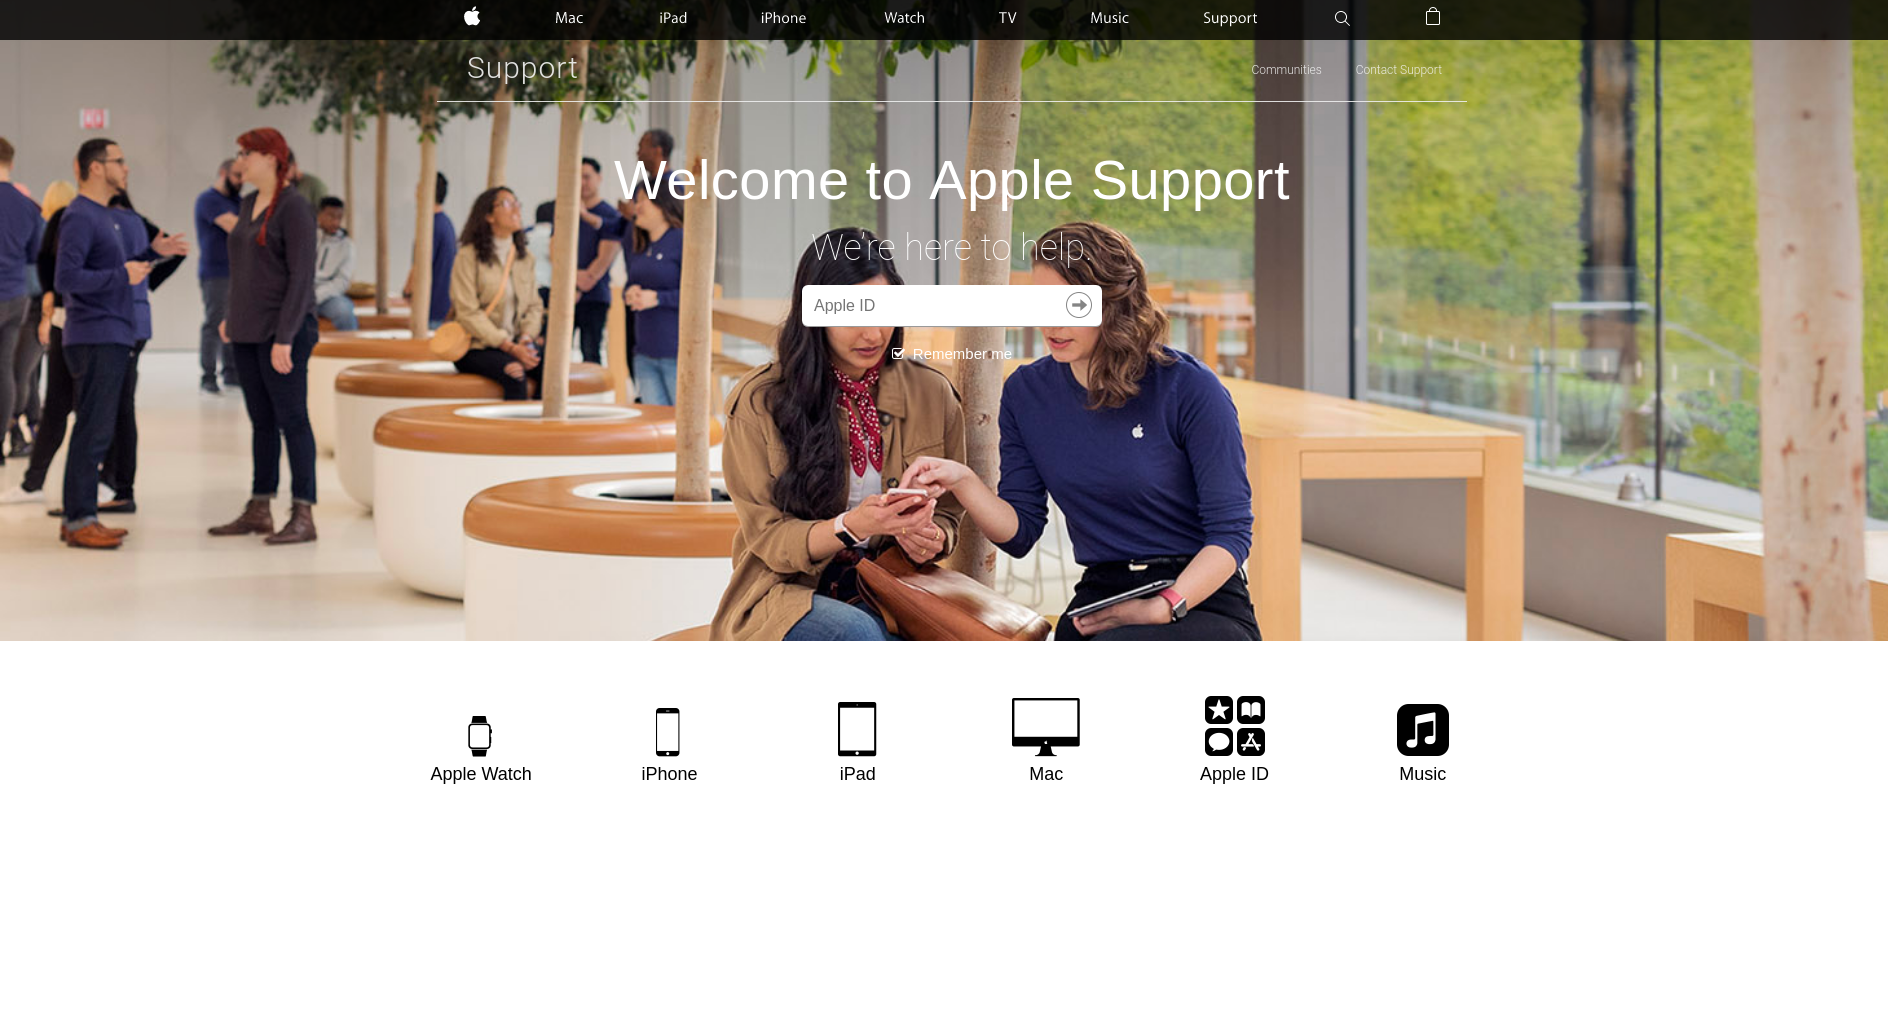 Mac iPad iPhone Watch TV Music Support
Support
Communities Contact Support
Welcome to Apple Support
We're here to help.
Apple ID
Remember me
Apple Watch iPhone iPad Mac Apple ID Music